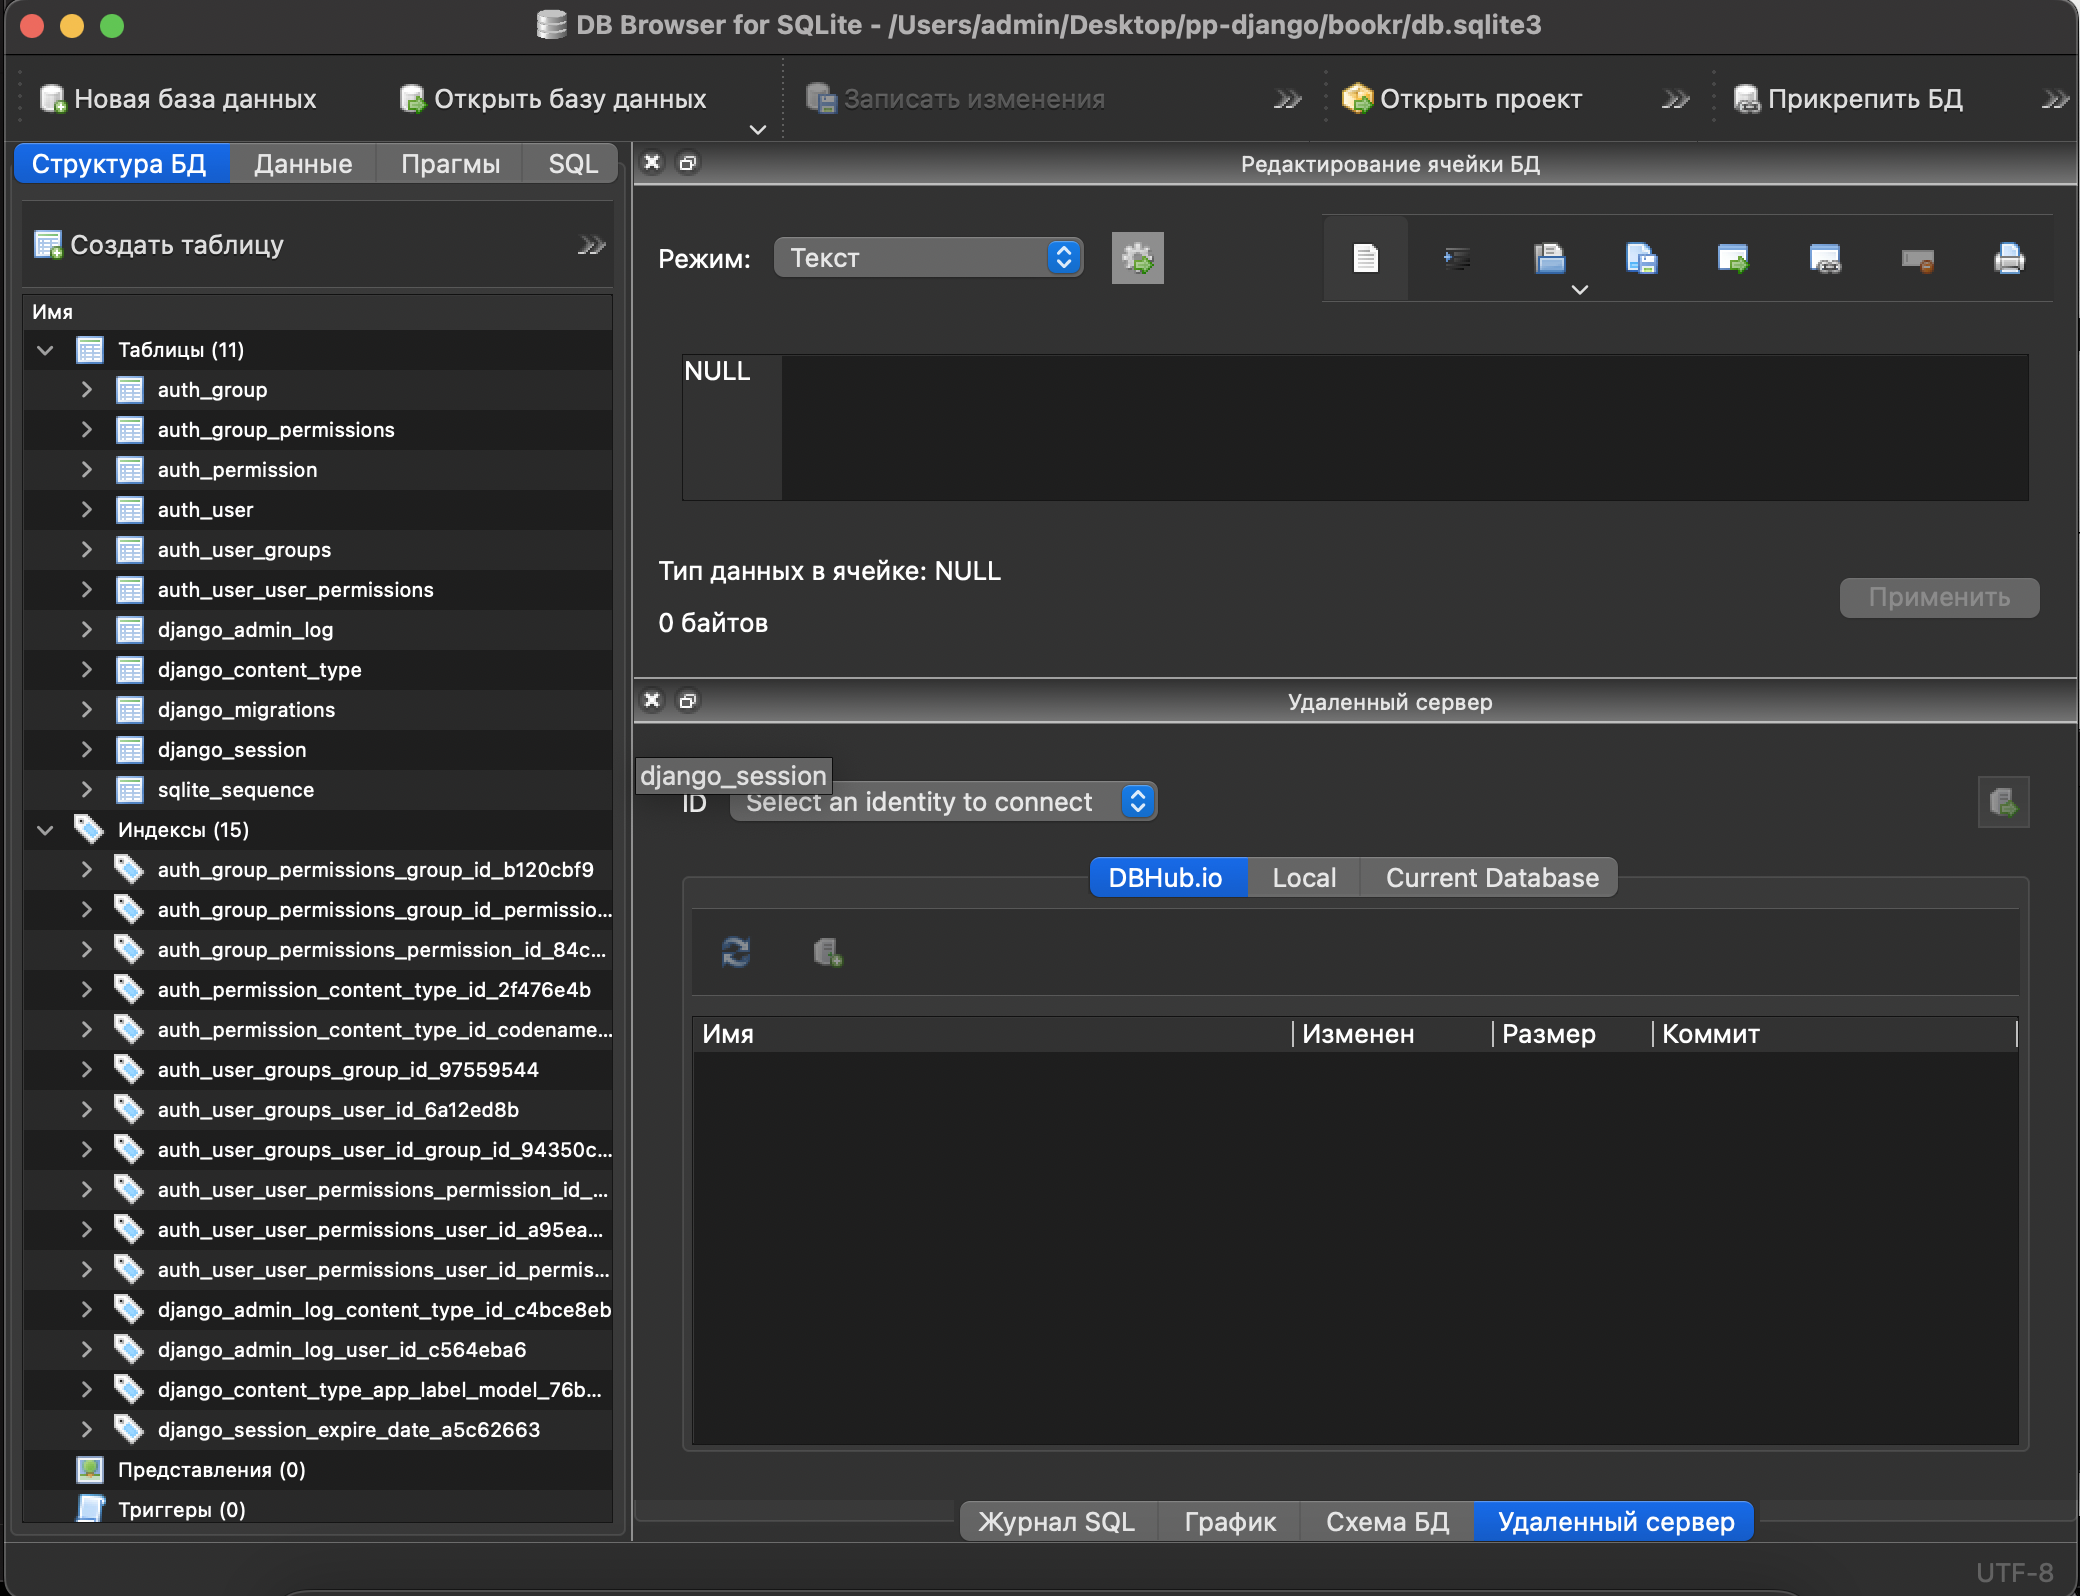 DB Browser for SQLite - /Users/admin/Desktop/pp-django/bookr/db.sqlite3
Новая база данных
Открыть базу данных
Записать изменения
Открыть проект
Прикрепить БД
Структура БД
Данные
Прагмы
SQL
Создать таблицу
Имя
Таблицы (11)
auth_group
auth_group_permissions
auth_permission
auth_user
auth_user_groups
auth_user_user_permissions
django_admin_log
django_content_type
django_migrations
django_session
sqlite_sequence
Индексы (15)
auth_group_permissions_group_id_b120cbf9
auth_group_permissions_group_id_permissio...
auth_group_permissions_permission_id_84c...
auth_permission_content_type_id_2f476e4b
auth_permission_content_type_id_codename...
auth_user_groups_group_id_97559544
auth_user_groups_user_id_6a12ed8b
auth_user_groups_user_id_group_id_94350c...
auth_user_user_permissions_permission_id_...
auth_user_user_permissions_user_id_a95ea...
auth_user_user_permissions_user_id_permis...
django_admin_log_content_type_id_c4bce8eb
django_admin_log_user_id_c564eba6
django_content_type_app_label_model_76b...
django_session_expire_date_a5c62663
Представления (0)
Триггеры (0)
Редактирование ячейки БД
Режим:
Текст
NULL
Тип данных в ячейке: NULL
0 байтов
Применить
Удаленный сервер
django_session
ID
Select an identity to connect
DBHub.io
Local
Current Database
Имя
Изменен
Размер
Коммит
Журнал SQL
График
Схема БД
Удаленный сервер
UTF-8